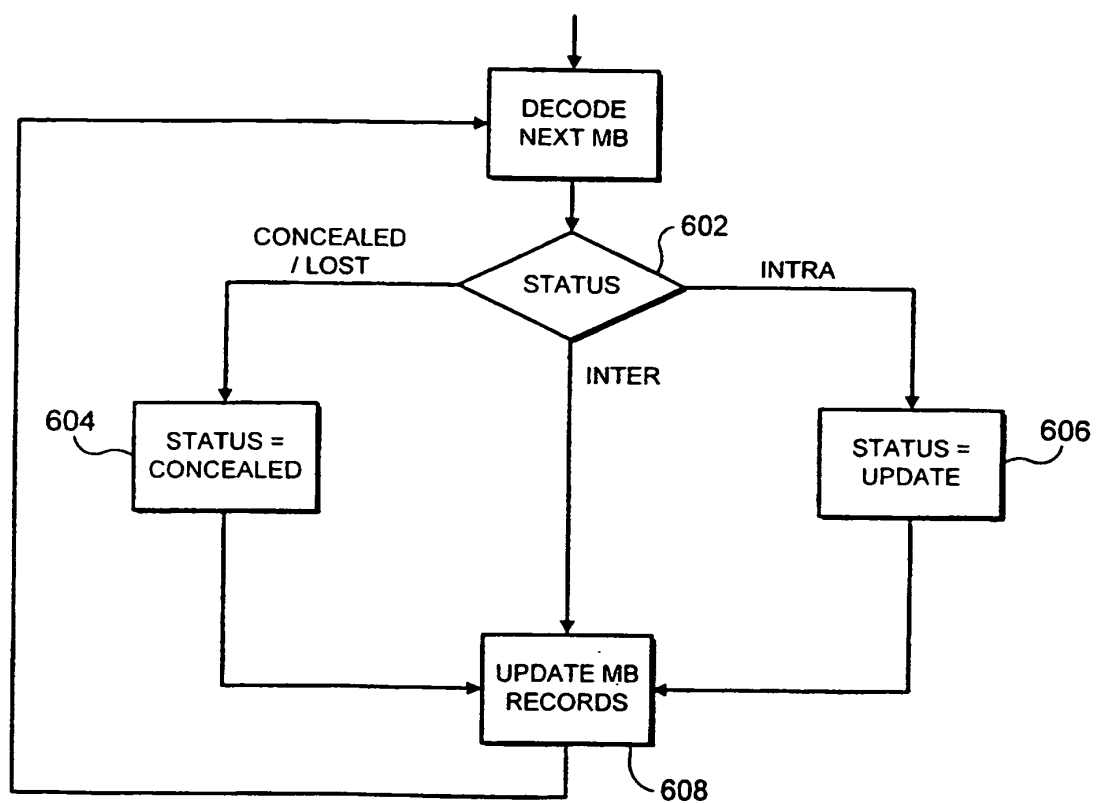 DECODE
NEXT MB
602
CONCEALED
/ LOST
STATUS
INTRA
INTER
604
STATUS =
CONCEALED
STATUS =
UPDATE
606
UPDATE MB
RECORDS
608